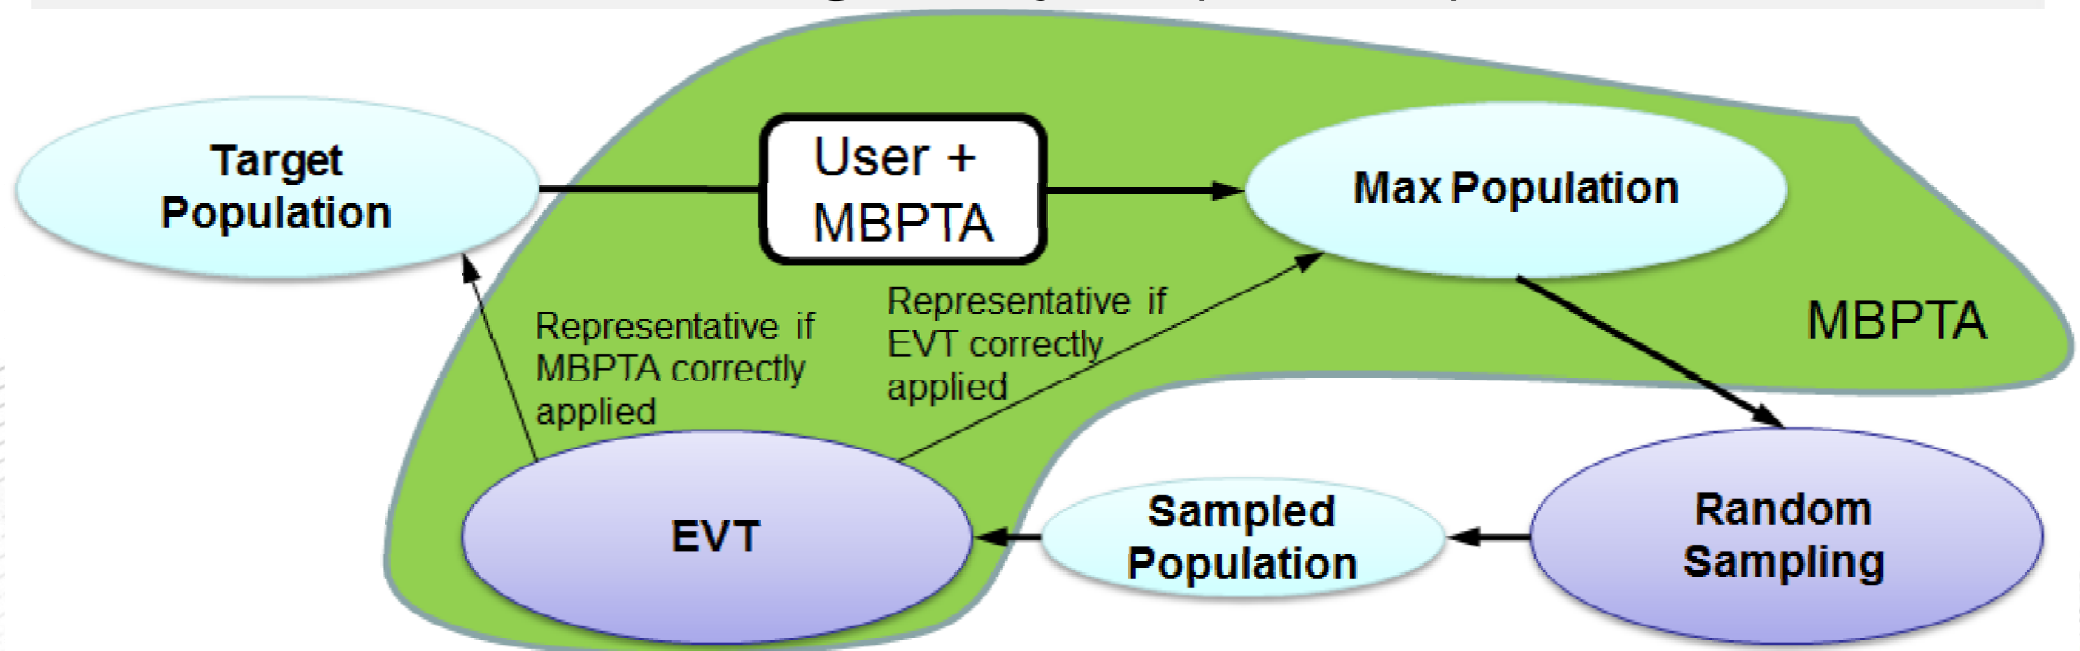 Target
Population
User +
MBPTA
Max Population
Representative if
MBPTA correctly
applied
Representative if
EVT correctly
applied
MBPTA
EVT
Sampled
Population
Random
Sampling